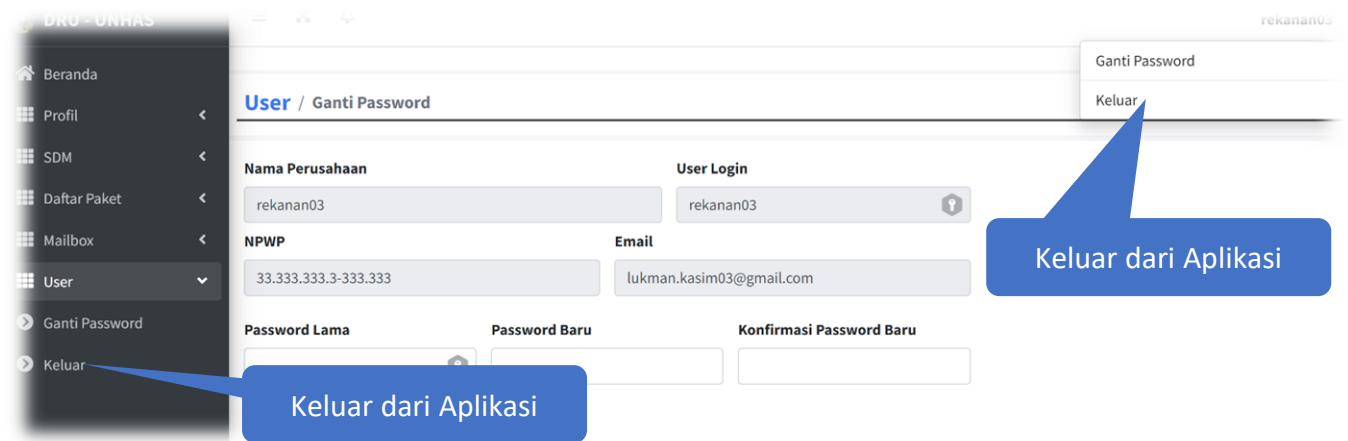 DRU - UNHAS
rekanan03
Ganti Password
Keluar
Beranda
Profil
SDM
Daftar Paket
Mailbox
User
Ganti Password
Keluar
User / Ganti Password
Nama Perusahaan
User Login
rekanan03
rekanan03
NPWP
Email
33.333.333.3-333.333
lukman.kasim03@gmail.com
Password Lama
Password Baru
Konfirmasi Password Baru
Keluar dari Aplikasi
Keluar dari Aplikasi